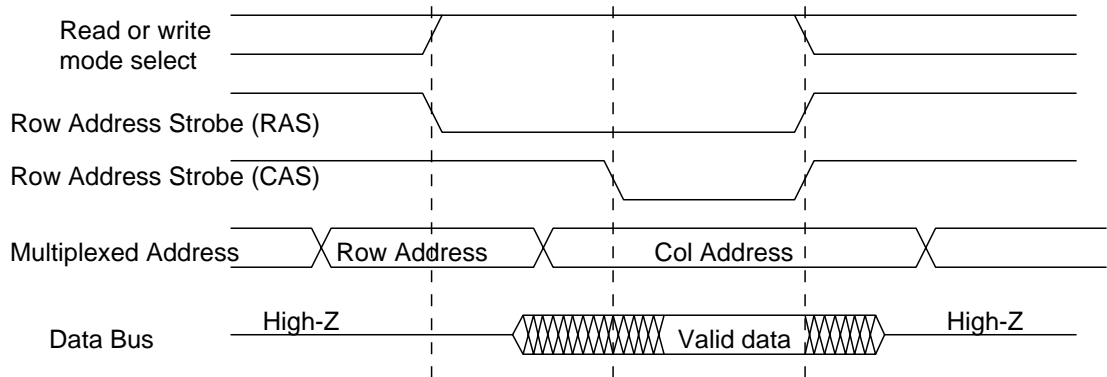 Read or write
mode select
Row Address Strobe (RAS)
Row Address Strobe (CAS)
Multiplexed Address
Row Address
Col Address
Data Bus
High-Z
Valid data
High-Z